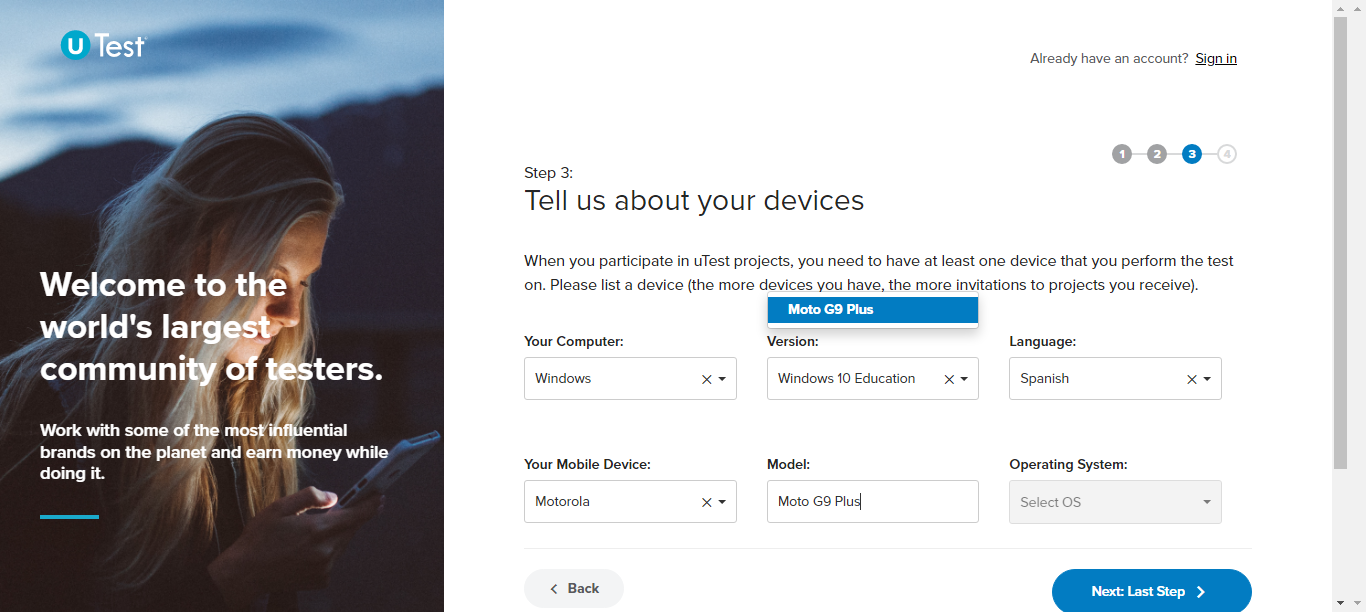 uTest
Already have an account? Sign in
1 2 3 4
Step 3:
Tell us about your devices
When you participate in uTest projects, you need to have at least one device that you perform the test
on. Please list a device (the more devices you have, the more invitations to projects you receive).
Moto G9 Plus
Your Computer: Version: Language:
Windows Windows 10 Education Spanish
Your Mobile Device: Model: Operating System:
Motorola Moto G9 Plus Select OS
Back Next: Last Step
Welcome to the
world's largest
community of testers.
Work with some of the most influential
brands on the planet and earn money while
doing it.